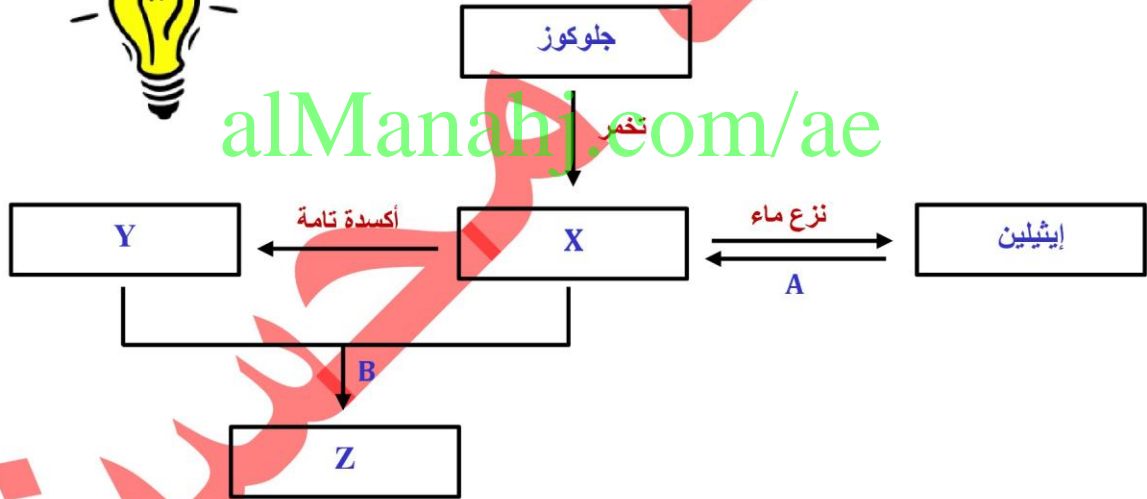 جلوكوز
alManahj.com/ae
تخمر
Y
أكسدة تامة
X
نزع ماء
إيثيلين
A
B
Z